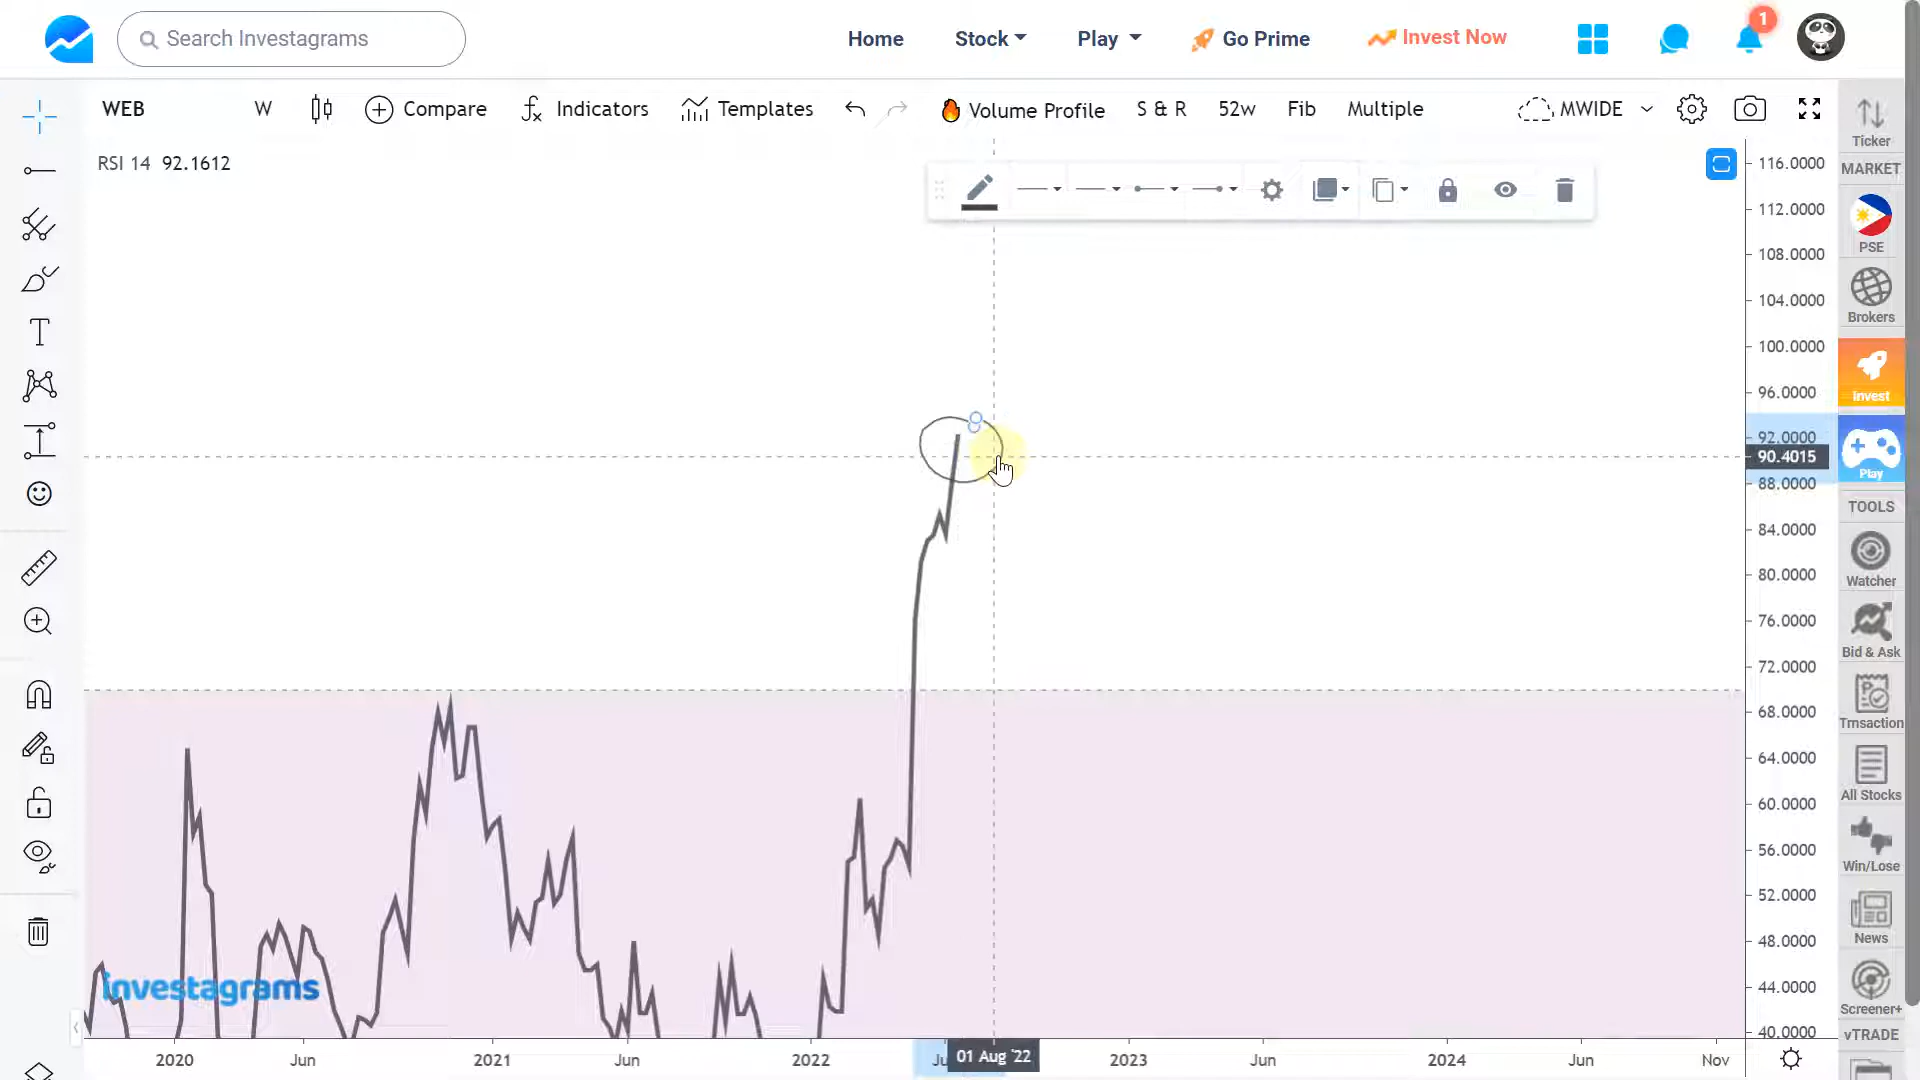 Search Investagrams
Home
Stock
Play
Go Prime
Invest Now
1
WEB
W
Compare
Indicators
Templates
Volume Profile
S & R
52w
Fib
Multiple
MWIDE
RSI 14 92.1612
Ticker
MARKET
PSE
Brokers
Invest
Play
TOOLS
Watcher
Bid & Ask
Trnsaction
All Stocks
Win/Lose
News
Screener+
vTRADE
116.0000
112.0000
108.0000
104.0000
100.0000
96.0000
92.0000
90.4015
88.0000
84.0000
80.0000
76.0000
72.0000
68.0000
64.0000
60.0000
56.0000
52.0000
48.0000
44.0000
40.0000
investagrams
2020
Jun
2021
Jun
2022
01 Aug '22
2023
Jun
2024
Jun
Nov